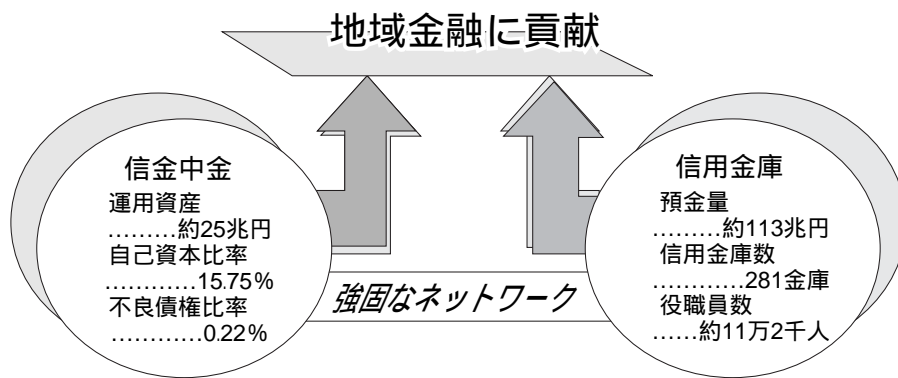 地域金融に貢献
信金中金
運用資産
………約25兆円
自己資本比率
…………15.75%
不良債権比率
…………0.22%
強固なネットワーク
信用金庫
預金量
………約113兆円
信用金庫数
…………281金庫
役職員数
……約11万2千人